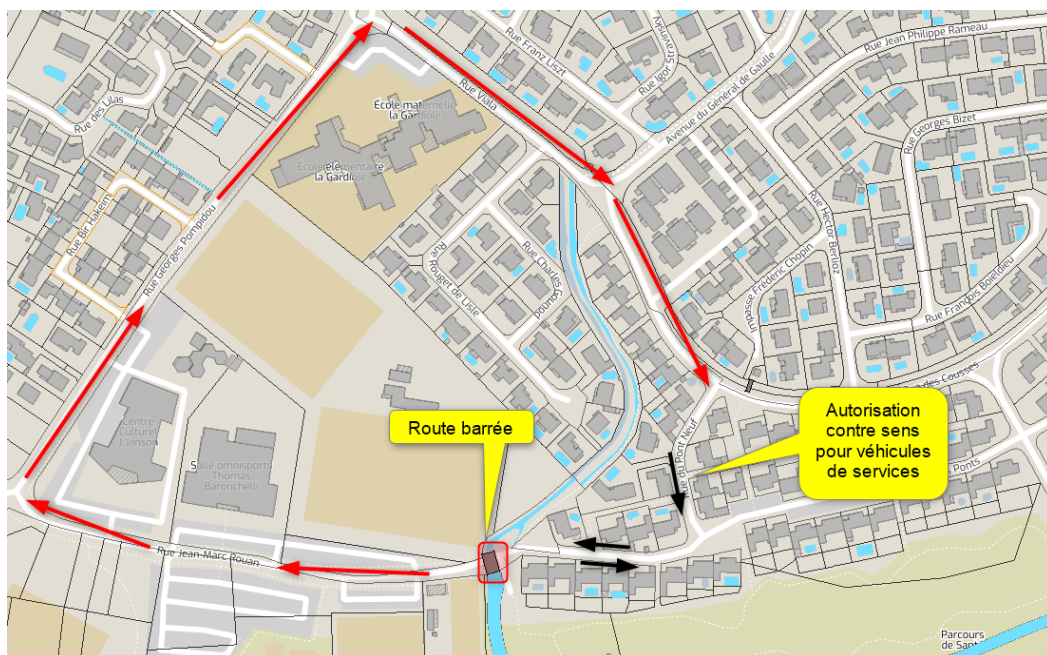 Rue Franz Liszt
Rue Igor Stravinsky
Rue Jean Philippe Rameau
Avenue du Général de Gaulle
Rue Viala
École maternelle
la Gardiole
Rue des Lilas
Rue Georges Bizet
École élémentaire
la Gardiole
Rue Bir Hakeim
Rue Georges Pompidou
Rue Rouget de Lisle
Rue Charles Gounod
Rue Hector Berlioz
Impasse Frédéric Chopin
Rue François Boieldieu
des Cousses
Centre
Culturel
J Janson
Route barrée
Autorisation
contre sens
pour véhicules
de services
Rue du Pont Neuf
Ponts
Salle omnisports
Thomas
Baronchelli
Rue Jean-Marc Rouan
Parcours
de Sant